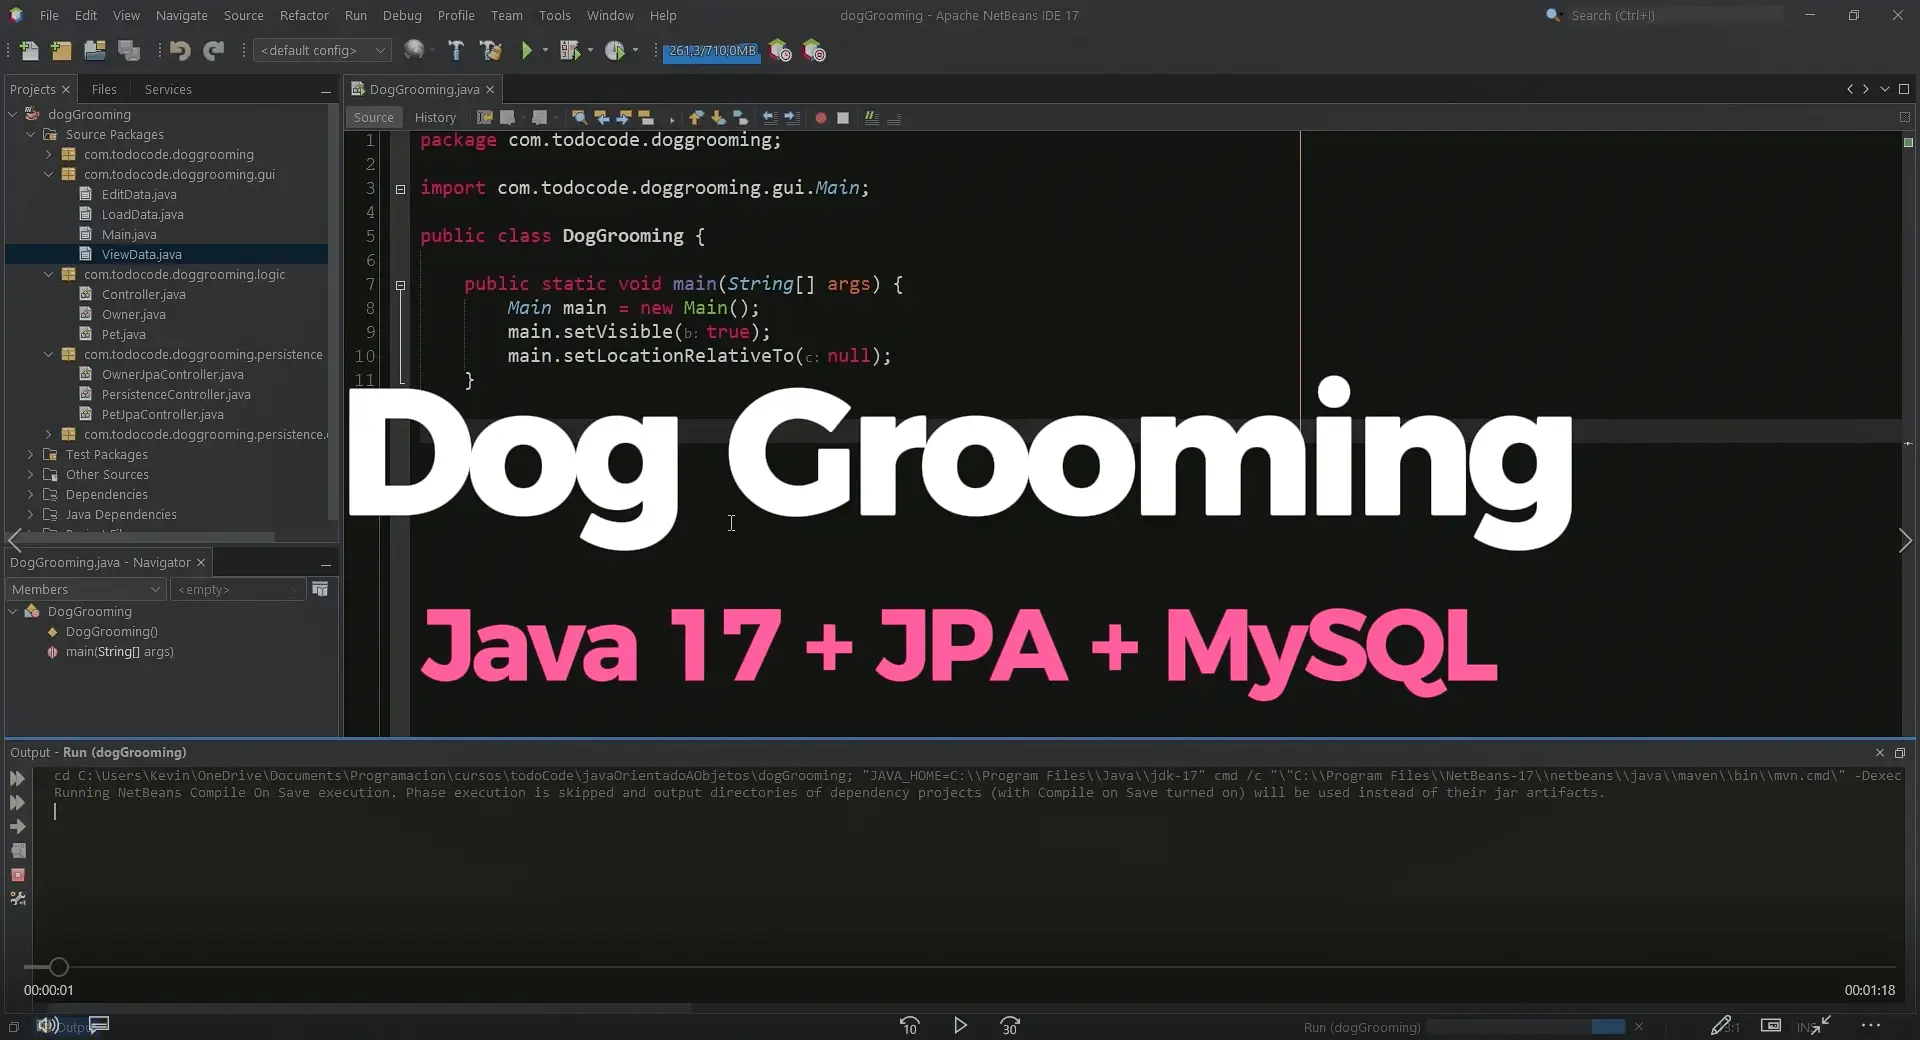 File Edit View Navigate Source Refactor Run Debug Profile Team Tools Window Help
dogGrooming - Apache NetBeans IDE 17
Search (Ctrl+I)
<default config>
261,3/710,0MB
Projects Files Services
DogGrooming.java
Source History
dogGrooming
Source Packages
com.todocode.doggrooming
com.todocode.doggrooming.gui
EditData.java
LoadData.java
Main.java
ViewData.java
com.todocode.doggrooming.logic
Controller.java
Owner.java
Pet.java
com.todocode.doggrooming.persistence
OwnerJpaController.java
PersistenceController.java
PetJpaController.java
com.todocode.doggrooming.persistence.
Test Packages
Other Sources
Dependencies
Java Dependencies
1 package com.todocode.doggrooming;
2
3 import com.todocode.doggrooming.gui.Main;
4
5 public class DogGrooming {
6
7 public static void main(String[] args) {
8 Main main = new Main();
9 main.setVisible(b: true);
10 main.setLocationRelativeTo(c: null);
11 }
Dog Grooming
Java 17 + JPA + MySQL
DogGrooming.java - Navigator
Members <empty>
DogGrooming
DogGrooming()
main(String[] args)
Output - Run (dogGrooming)
cd C:\Users\Kevin\OneDrive\Documents\Programacion\cursos\todoCode\javaOrientadoAObjetos\dogGrooming; "JAVA_HOME=C:\\Program Files\\Java\\jdk-17" cmd /c "\"C:\\Program Files\\NetBeans-17\\netbeans\\java\\maven\\bin\\mvn.cmd\" -Dexec
Running NetBeans Compile On Save execution. Phase execution is skipped and output directories of dependency projects (with Compile on Save turned on) will be used instead of their jar artifacts.
00:00:01
00:01:18
10
30
Run (dogGrooming)